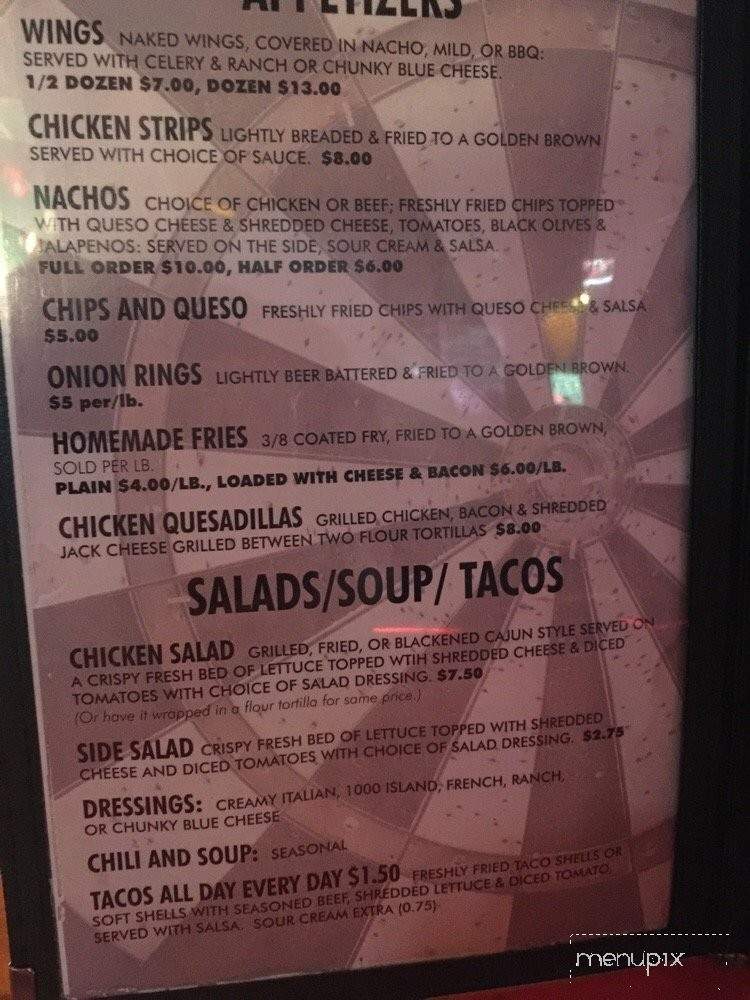 APPETIZERS
WINGS NAKED WINGS, COVERED IN NACHO, MILD, OR BBQ:
SERVED WITH CELERY & RANCH OR CHUNKY BLUE CHEESE.
1/2 DOZEN $7.00, DOZEN $13.00
CHICKEN STRIPS LIGHTLY BREADED & FRIED TO A GOLDEN BROWN
SERVED WITH CHOICE OF SAUCE. $8.00
NACHOS CHOICE OF CHICKEN OR BEEF; FRESHLY FRIED CHIPS TOPPED
WITH QUESO CHEESE & SHREDDED CHEESE, TOMATOES, BLACK OLIVES &
JALAPENOS: SERVED ON THE SIDE, SOUR CREAM & SALSA.
FULL ORDER $10.00, HALF ORDER $6.00
CHIPS AND QUESO FRESHLY FRIED CHIPS WITH QUESO CHEESE & SALSA
$5.00
ONION RINGS LIGHTLY BEER BATTERED & FRIED TO A GOLDEN BROWN.
$5 per/lb.
HOMEMADE FRIES 3/8 COATED FRY, FRIED TO A GOLDEN BROWN,
SOLD PER LB.
PLAIN $4.00/LB., LOADED WITH CHEESE & BACON $6.00/LB.
CHICKEN QUESADILLAS GRILLED CHICKEN, BACON & SHREDDED
JACK CHEESE GRILLED BETWEEN TWO FLOUR TORTILLAS $8.00
SALADS/SOUP/ TACOS
CHICKEN SALAD GRILLED, FRIED, OR BLACKENED CAJUN STYLE SERVED ON
A CRISPY FRESH BED OF LETTUCE TOPPED WTIH SHREDDED CHEESE & DICED
TOMATOES WITH CHOICE OF SALAD DRESSING. $7.50
(Or have it wrapped in a flour tortilla for same price.)
SIDE SALAD CRISPY FRESH BED OF LETTUCE TOPPED WITH SHREDDED
CHEESE AND DICED TOMATOES WITH CHOICE OF SALAD DRESSING. $2.75
DRESSINGS: CREAMY ITALIAN, 1000 ISLAND, FRENCH, RANCH,
OR CHUNKY BLUE CHEESE
CHILI AND SOUP: SEASONAL
TACOS ALL DAY EVERY DAY $1.50 FRESHLY FRIED TACO SHELLS OR
SOFT SHELLS WITH SEASONED BEEF, SHREDDED LETTUCE & DICED TOMATO.
SERVED WITH SALSA. SOUR CREAM EXTRA (0.75)
menupix